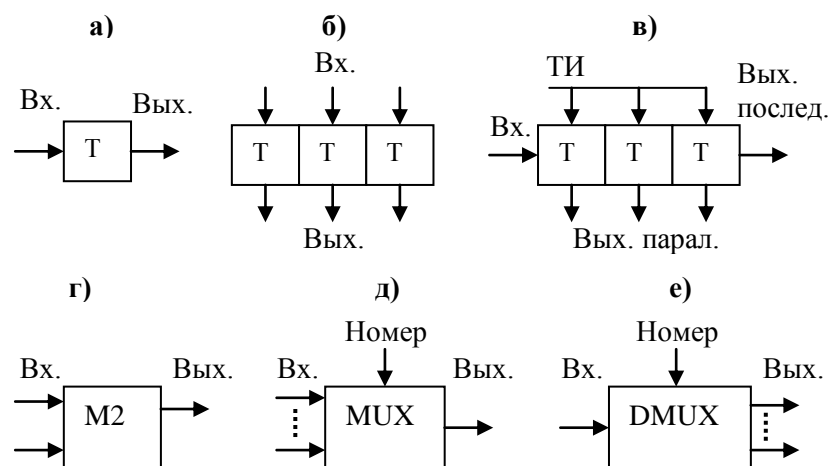 а)
Вх.
Вых.
Т
б)
Вх.
Т Т Т
Вых.
в)
ТИ
Вх.
Вых.
послед.
Т Т Т
Вых. парал.
г)
Вх.
Вых.
М2
д)
Номер
Вх.
Вых.
MUX
е)
Номер
Вх.
Вых.
DMUX